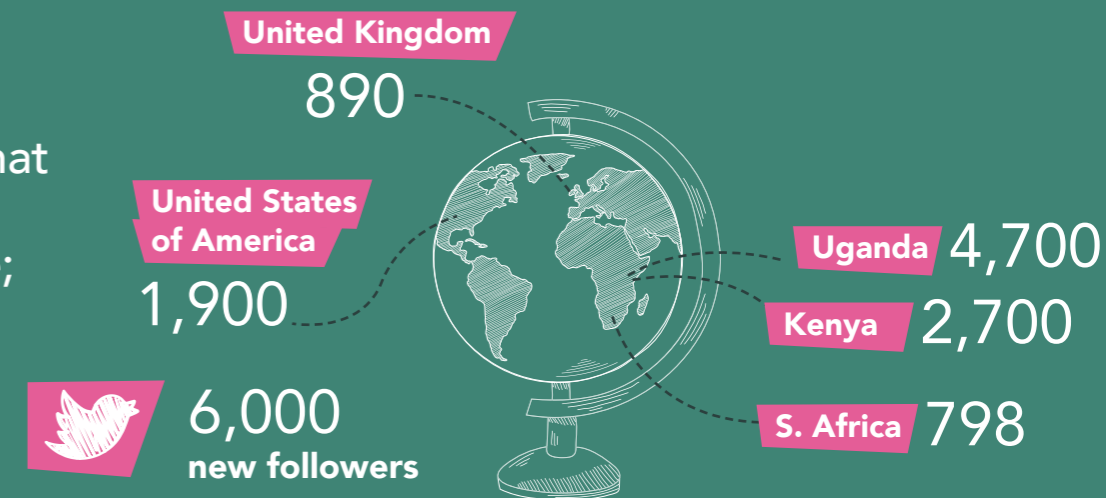 United Kingdom
890
United States
of America
1,900
6,000
new followers
Uganda 4,700
Kenya 2,700
S. Africa 798